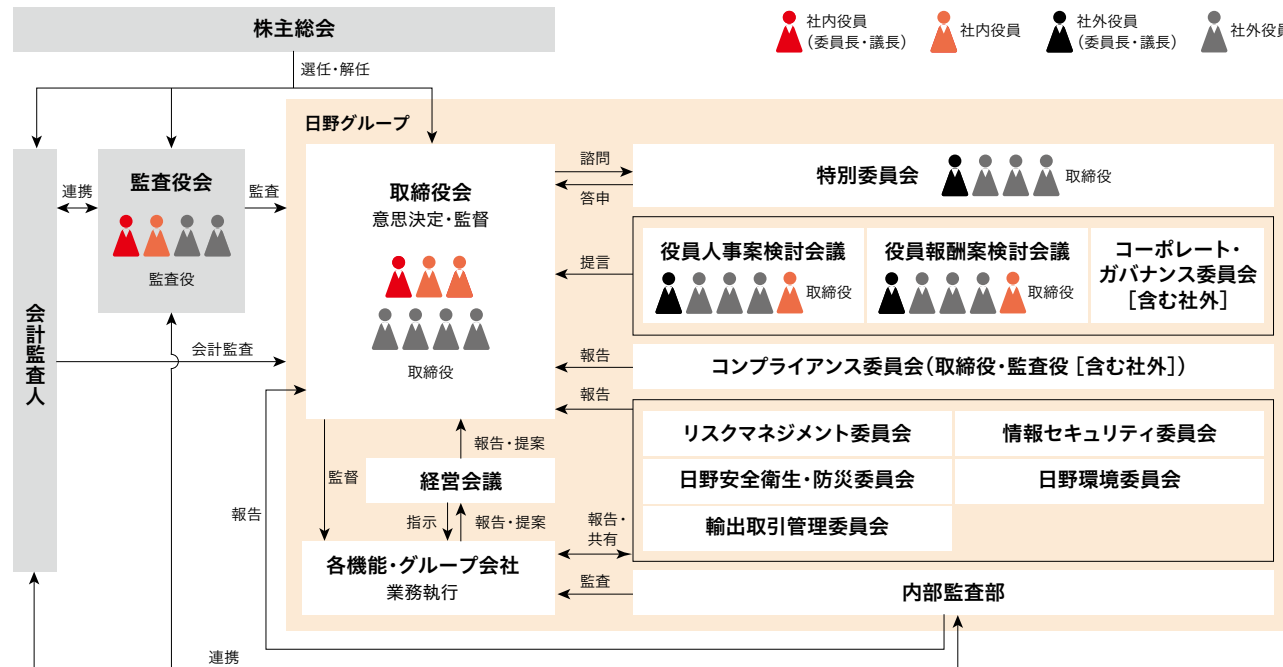 株主総会
社内役員
(委員長・議長)
社内役員
社外役員
(委員長・議長)
社外役員
選任・解任
日野グループ
監査役会
監査役
連携
監査
取締役会
意思決定・監督
取締役
諮問
答申
特別委員会
取締役
提言
役員人事案検討会議
取締役
役員報酬案検討会議
取締役
コーポレート・
ガバナンス委員会
[含む社外]
会計監査人
会計監査
報告
コンプライアンス委員会(取締役・監査役 [含む社外])
報告
リスクマネジメント委員会
情報セキュリティ委員会
日野安全衛生・防災委員会
日野環境委員会
輸出取引管理委員会
報告・提案
監督
経営会議
報告
指示
報告・提案
報告・
共有
各機能・グループ会社
業務執行
監査
内部監査部
連携